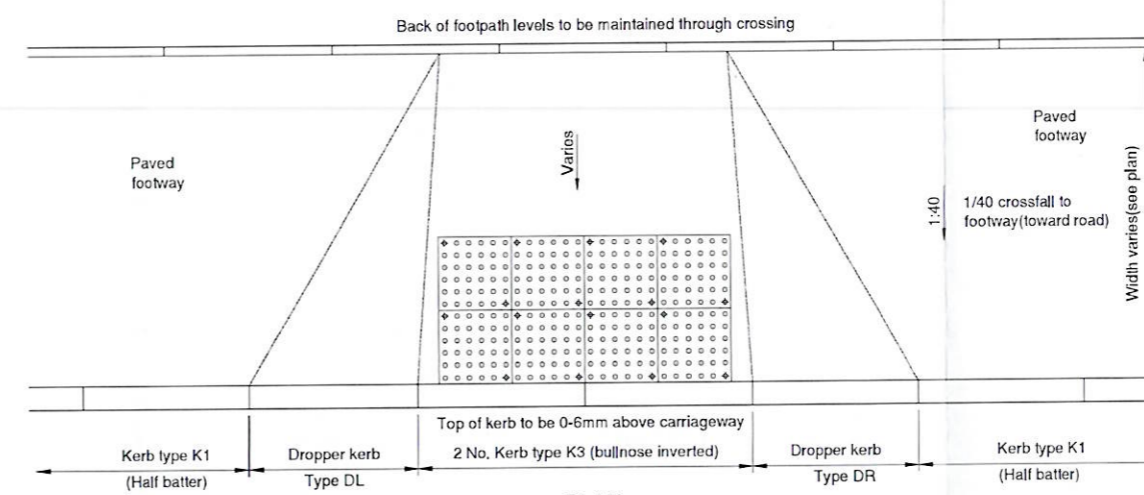 Back of footpath levels to be maintained through crossing
Paved
footway
Varies
Paved
footway
1:40
1/40 crossfall to
footway(toward road)
Width varies(see plan)
Top of kerb to be 0-6mm above carriageway
Kerb type K1
(Half batter)
Dropper kerb
Type DL
2 No. Kerb type K3 (bullnose inverted)
Dropper kerb
Type DR
Kerb type K1
(Half batter)